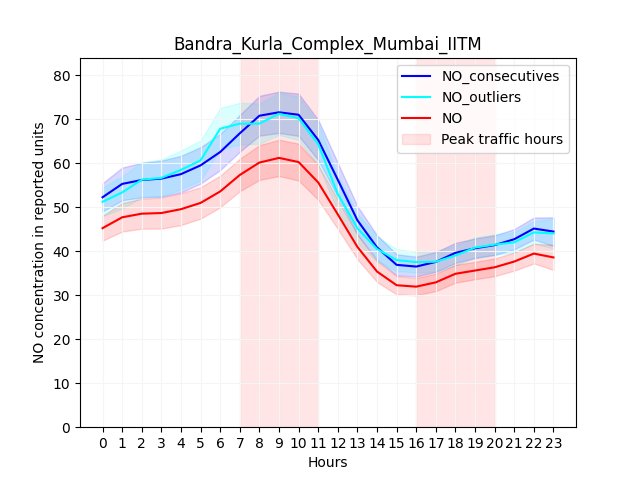 Bandra_Kurla_Complex_Mumbai_IITM
NO_consecutives
NO_outliers
NO
Peak traffic hours
NO concentration in reported units
80
70
60
50
40
30
20
10
0
0 1 2 3 4 5 6 7 8 9 10 11 12 13 14 15 16 17 18 19 20 21 22 23
Hours